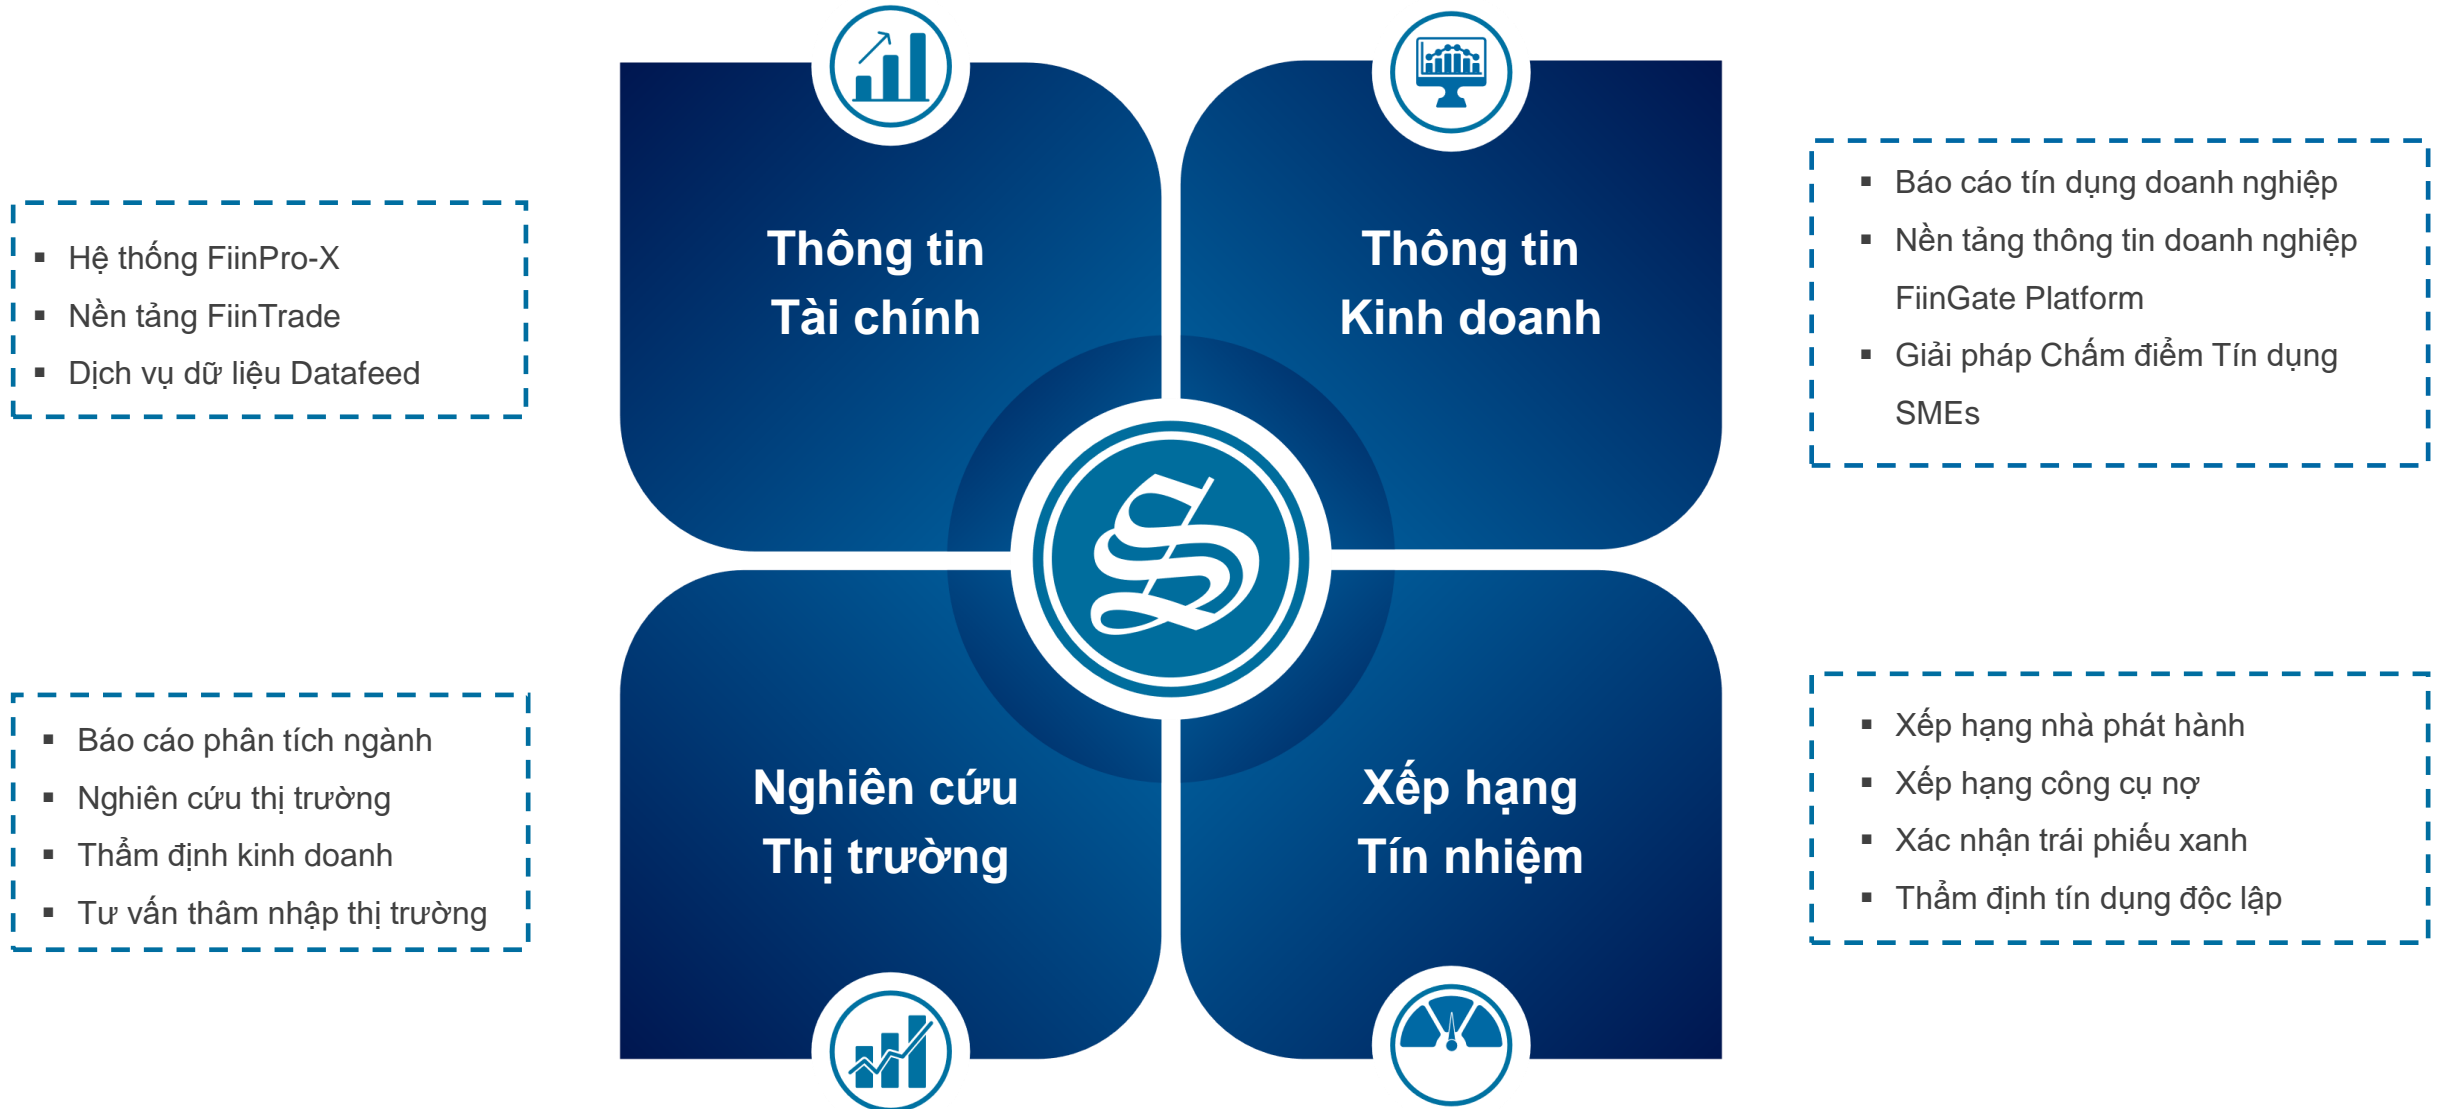 Thông tin
Tài chính
Hệ thống FiinPro-X
Nền tảng FiinTrade
Dịch vụ dữ liệu Datafeed
Thông tin
Kinh doanh
Báo cáo tín dụng doanh nghiệp
Nền tảng thông tin doanh nghiệp
FiinGate Platform
Giải pháp Chấm điểm Tín dụng
SMEs
Nghiên cứu
Thị trường
Báo cáo phân tích ngành
Nghiên cứu thị trường
Thẩm định kinh doanh
Tư vấn thâm nhập thị trường
Xếp hạng
Tín nhiệm
Xếp hạng nhà phát hành
Xếp hạng công cụ nợ
Xác nhận trái phiếu xanh
Thẩm định tín dụng độc lập
S